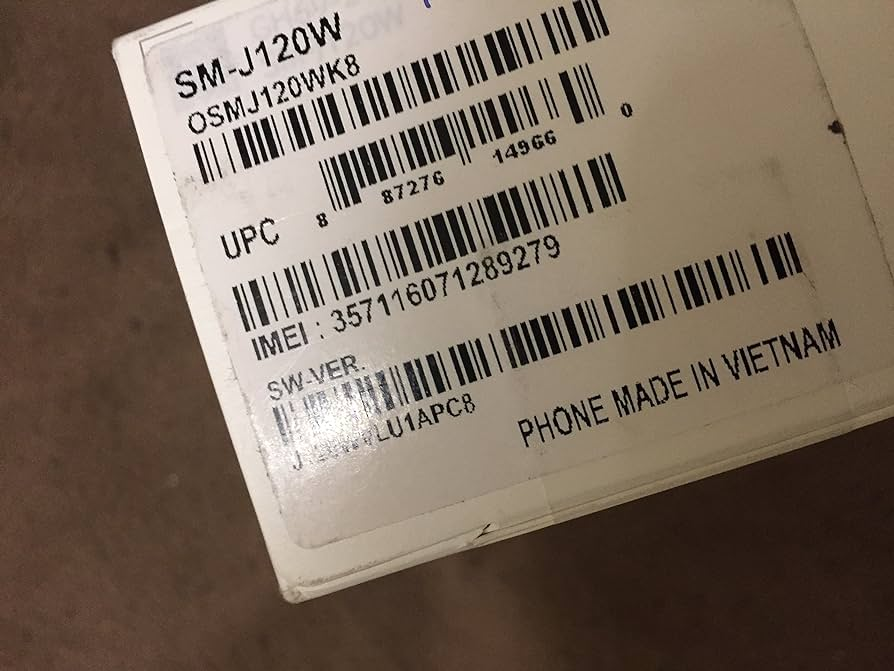 SM-J120W
OSMJ120WK8
UPC 8 87276 14966 0
IMEI : 357116071289279
SW-VER.
PHONE MADE IN VIETNAM